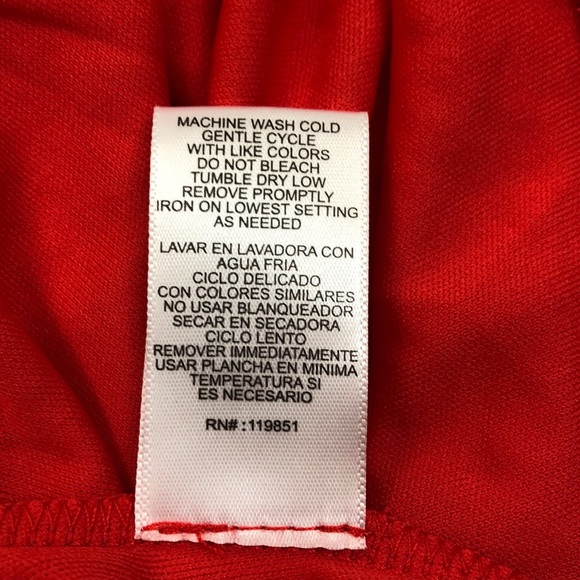 MACHINE WASH COLD
GENTLE CYCLE
WITH LIKE COLORS
DO NOT BLEACH
TUMBLE DRY LOW
REMOVE PROMPTLY
IRON ON LOWEST SETTING
AS NEEDED
LAVAR EN LAVADORA CON
AGUA FRIA
CICLO DELICADO
CON COLORES SIMILARES
NO USAR BLANQUEADOR
SECAR EN SECADORA
CICLO LENTO
REMOVER IMMEDIATAMENTE
USAR PLANCHA EN MINIMA
TEMPERATURA SI
ES NECESARIO
RN# : 119851